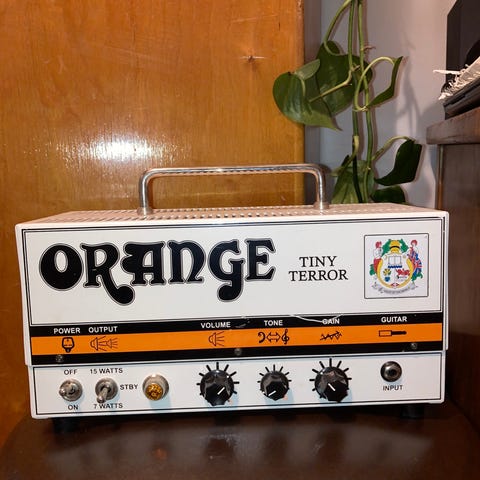 ORANGE
TINY
TERROR
POWER OUTPUT VOLUME TONE GAIN GUITAR
OFF 15 WATTS
STBY
ON 7 WATTS
INPUT